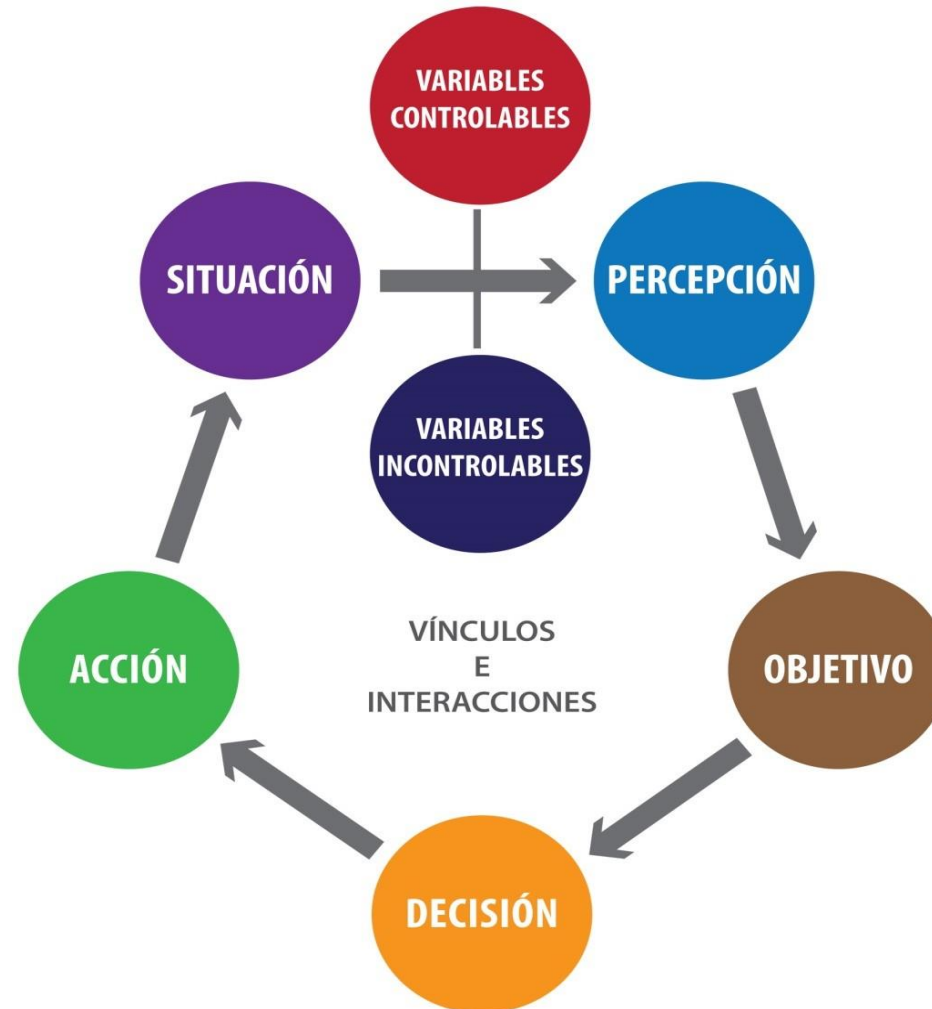 VARIABLES
CONTROLABLES
SITUACIÓN
PERCEPCIÓN
VARIABLES
INCONTROLABLES
VÍNCULOS
E
INTERACCIONES
ACCIÓN
OBJETIVO
DECISIÓN